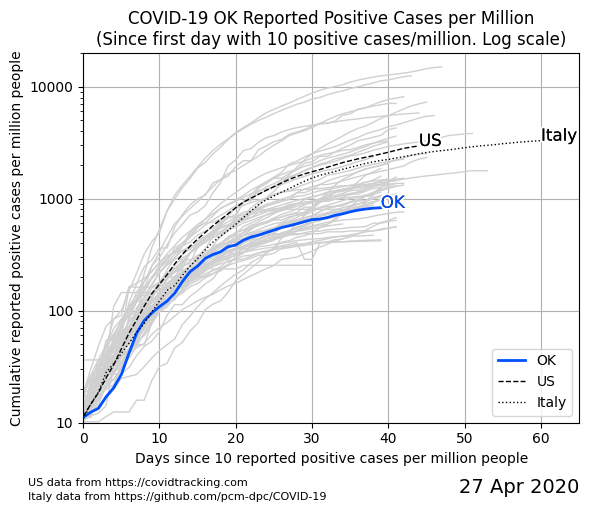 COVID-19 OK Reported Positive Cases per Million
(Since first day with 10 positive cases/million. Log scale)
Cumulative reported positive cases per million people
10000
1000
100
10
US
Italy
OK
OK
US
Italy
0 10 20 30 40 50 60
Days since 10 reported positive cases per million people
US data from https://covidtracking.com
Italy data from https://github.com/pcm-dpc/COVID-19
27 Apr 2020